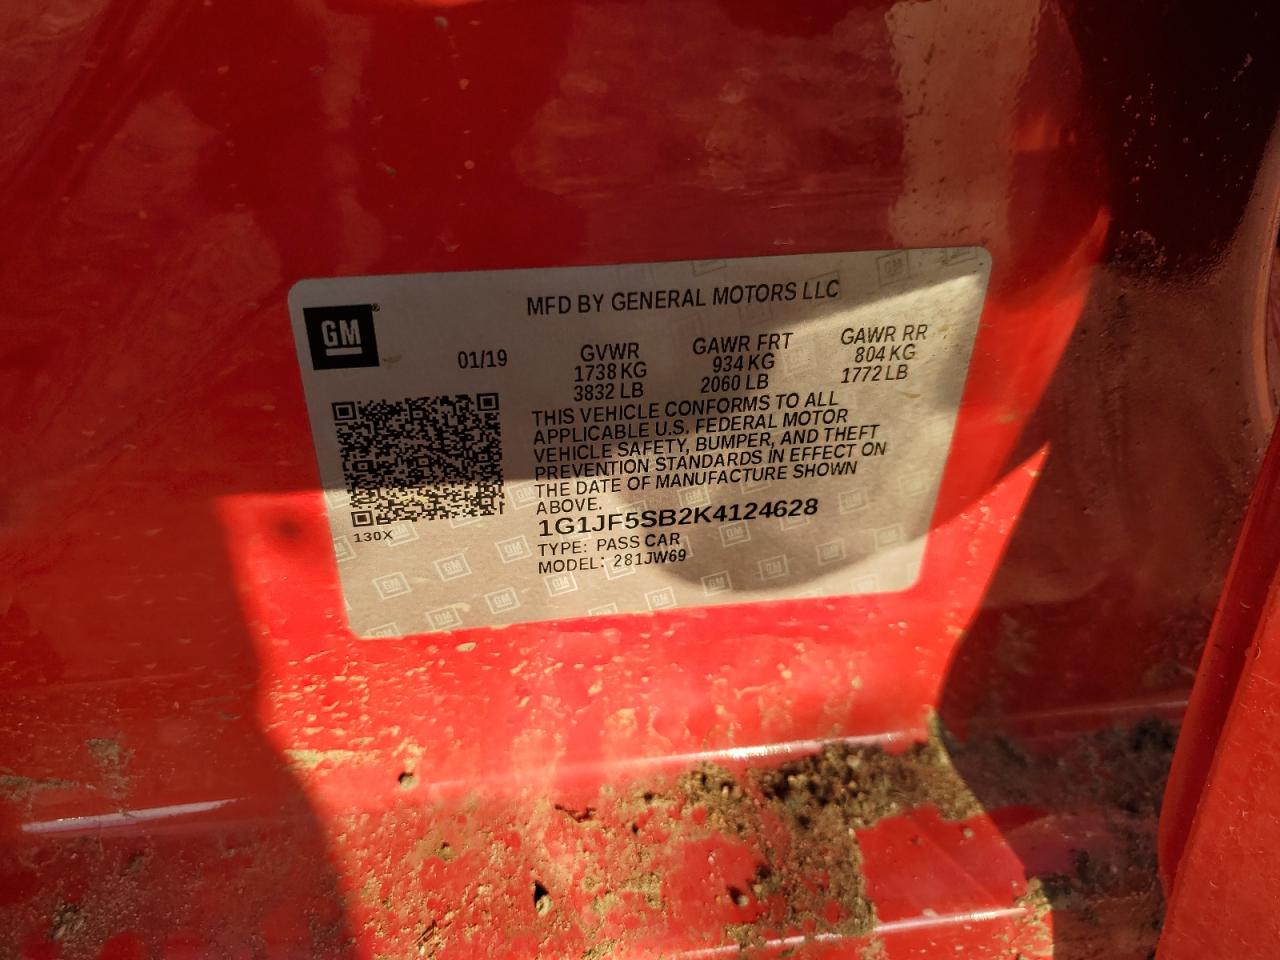 MFD BY GENERAL MOTORS LLC
GM®
01/19
GVWR GAWR FRT GAWR RR
1738 KG 934 KG 804 KG
3832 LB 2060 LB 1772 LB
THIS VEHICLE CONFORMS TO ALL
APPLICABLE U.S. FEDERAL MOTOR
VEHICLE SAFETY, BUMPER, AND THEFT
PREVENTION STANDARDS IN EFFECT ON
THE DATE OF MANUFACTURE SHOWN
ABOVE.
1G1JF5SB2K4124628
130X
TYPE: PASS CAR
MODEL: 281JW69